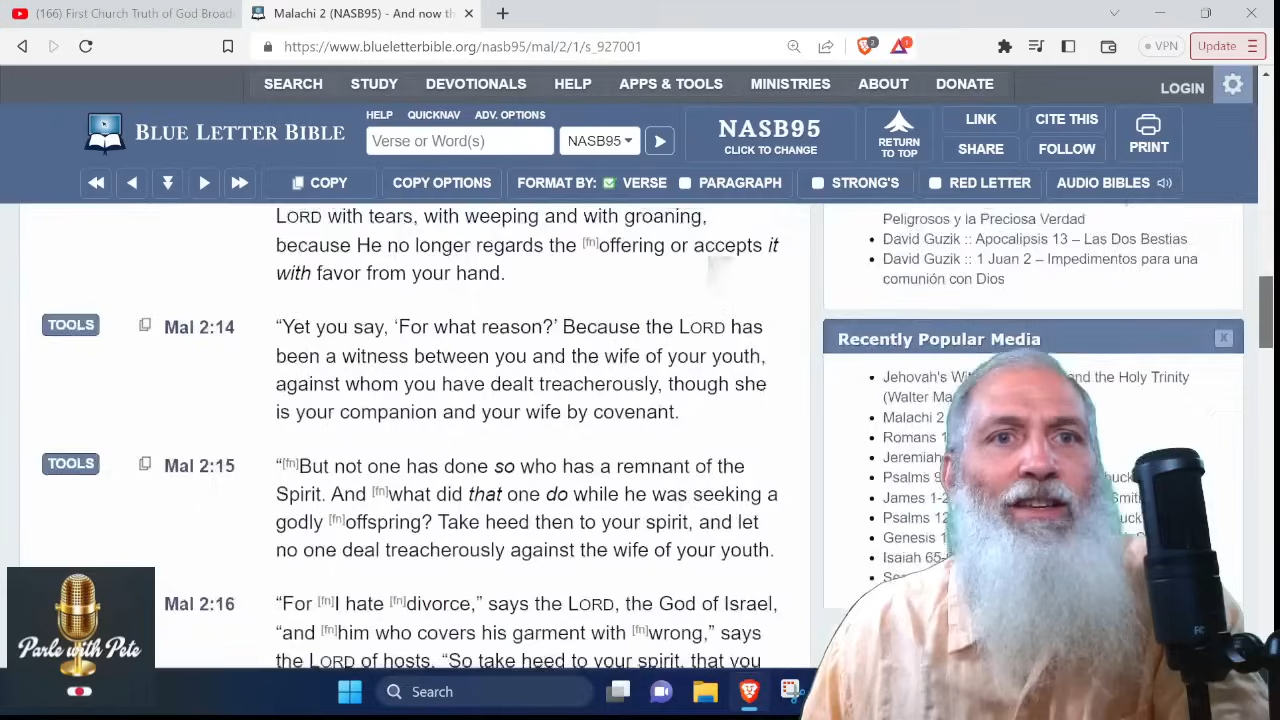 (166) First Church Truth of God Broad
Malachi 2 (NASB95) - And now th
https://www.blueletterbible.org/nasb95/mal/2/1/s_927001
2
1
VPN
Update
SEARCH STUDY DEVOTIONALS HELP APPS & TOOLS MINISTRIES ABOUT DONATE
LOGIN
BLUE LETTER BIBLE
HELP QUICKNAV ADV. OPTIONS
Verse or Word(s)
NASB95
NASB95
CLICK TO CHANGE
RETURN
TO TOP
LINK
CITE THIS
SHARE
FOLLOW
PRINT
COPY
COPY OPTIONS
FORMAT BY: VERSE PARAGRAPH
STRONG'S
RED LETTER
AUDIO BIBLES
LORD with tears, with weeping and with groaning,
because He no longer regards the [fn]offering or accepts it
with favor from your hand.
TOOLS
Mal 2:14
“Yet you say, ‘For what reason?’ Because the LORD has
been a witness between you and the wife of your youth,
against whom you have dealt treacherously, though she
is your companion and your wife by covenant.
TOOLS
Mal 2:15
“[fn]But not one has done so who has a remnant of the
Spirit. And [fn]what did that one do while he was seeking a
godly [fn]offspring? Take heed then to your spirit, and let
no one deal treacherously against the wife of your youth.
Mal 2:16
“For [fn]I hate [fn]divorce,” says the LORD, the God of Israel,
“and [fn]him who covers his garment with [fn]wrong,” says
the LORD of hosts. “So take heed to your spirit, that you
Peligrosos y la Preciosa Verdad
David Guzik :: Apocalipsis 13 – Las Dos Bestias
David Guzik :: 1 Juan 2 – Impedimentos para una
comunión con Dios
Recently Popular Media
Jehovah's Wit nd the Holy Trinity
(Walter Ma
Malachi 2
Romans 1
Jeremiah
Psalms 9 buck
James 1-2 Smit
Psalms 12 uck
Genesis 1
Isaiah 65-
Parle with Pete
Search